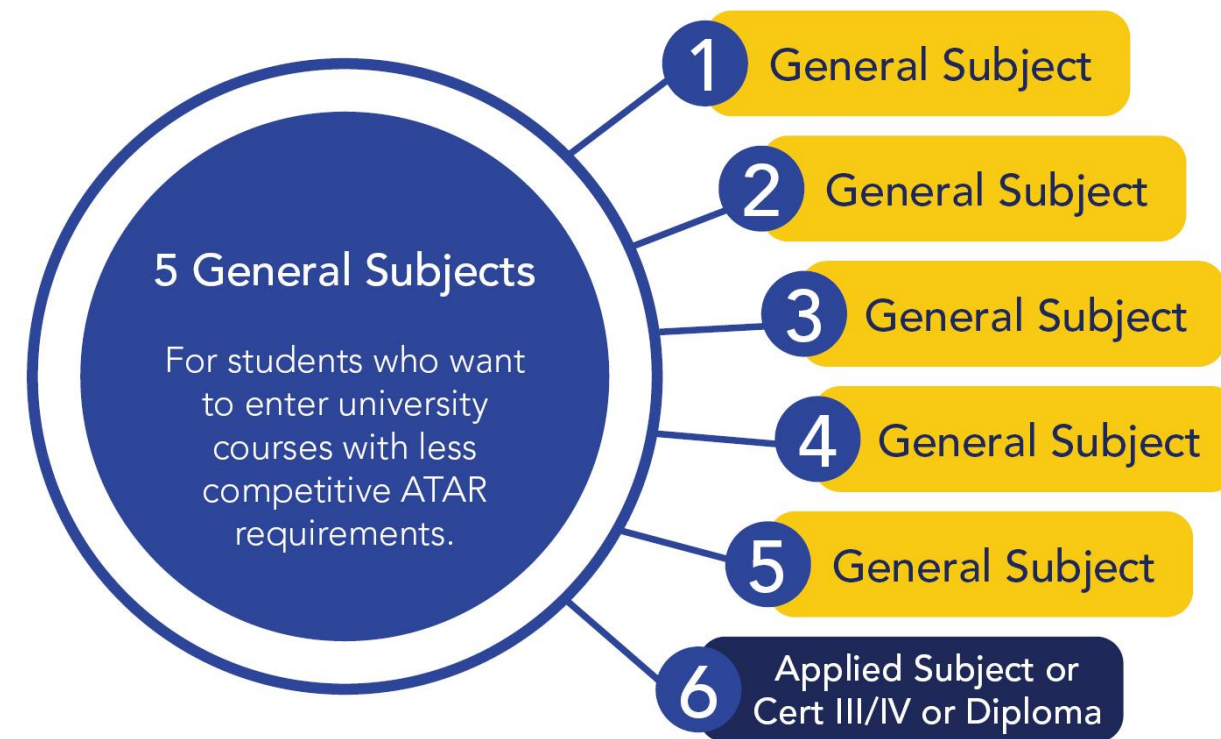 5 General Subjects
For students who want
to enter university
courses with less
competitive ATAR
requirements.
1 General Subject
2 General Subject
3 General Subject
4 General Subject
5 General Subject
6 Applied Subject or
Cert III/IV or Diploma